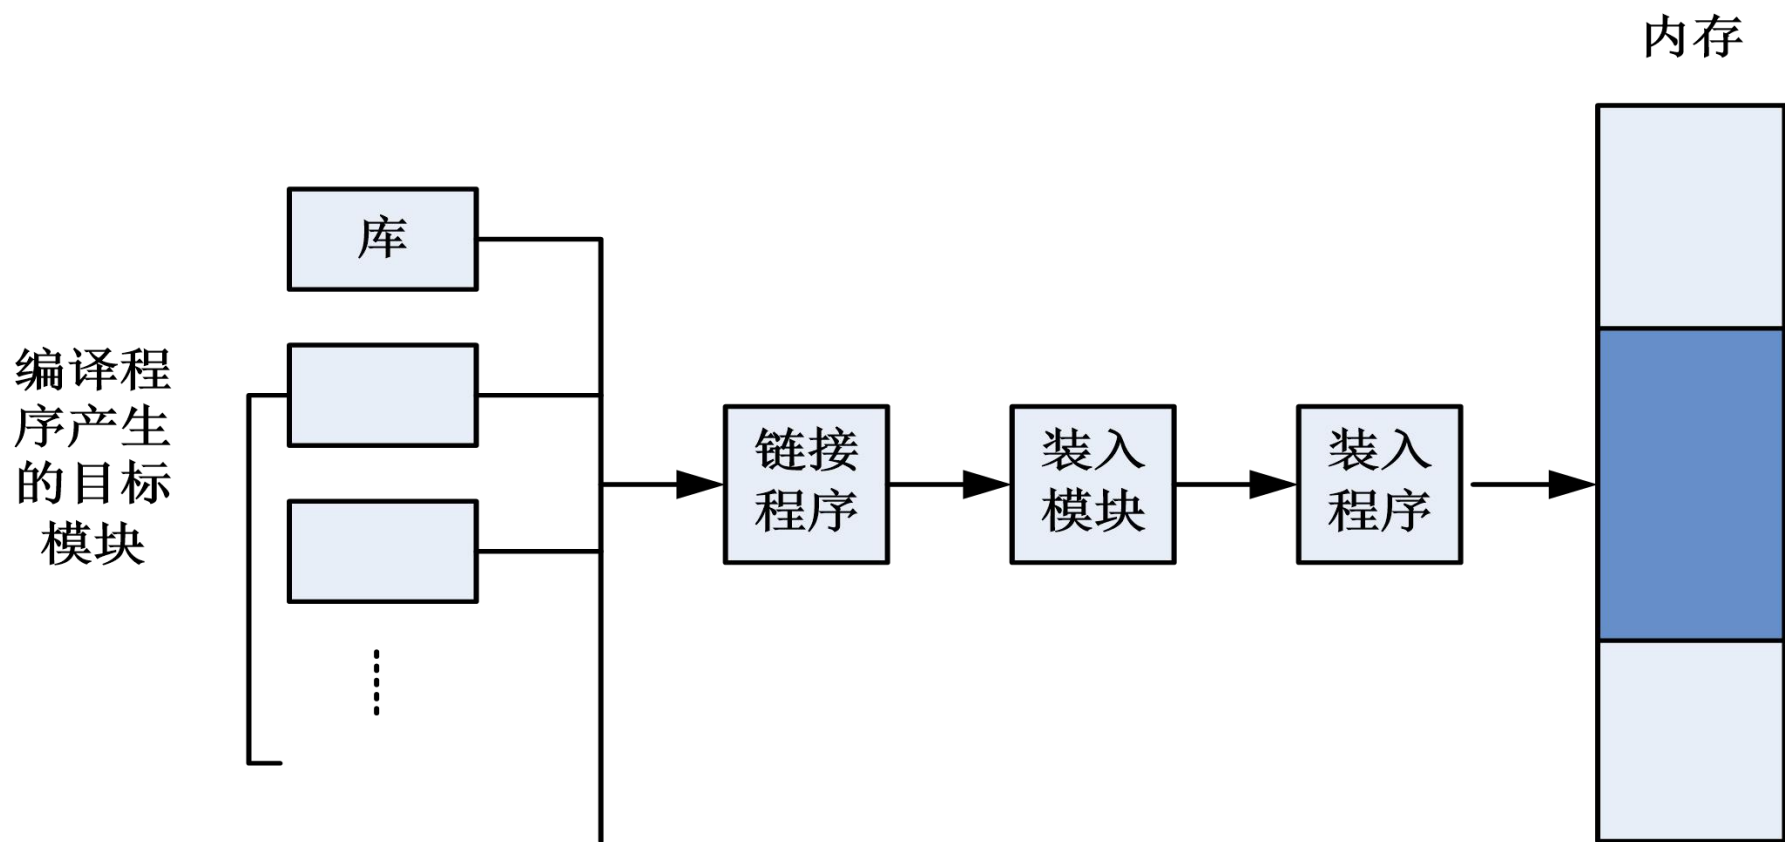 内存
库
编译程
序产生
的目标
模块
链接
程序
装入
模块
装入
程序